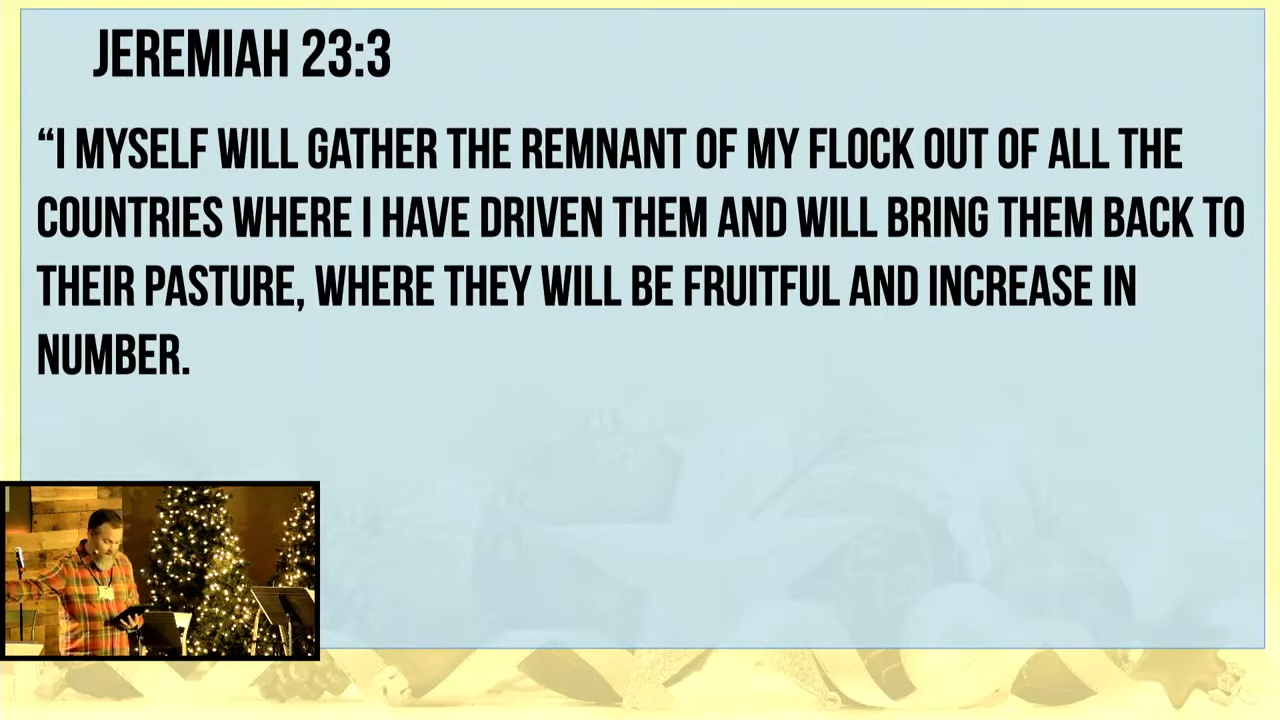 JEREMIAH 23:3
“I MYSELF WILL GATHER THE REMNANT OF MY FLOCK OUT OF ALL THE
COUNTRIES WHERE I HAVE DRIVEN THEM AND WILL BRING THEM BACK TO
THEIR PASTURE, WHERE THEY WILL BE FRUITFUL AND INCREASE IN
NUMBER.